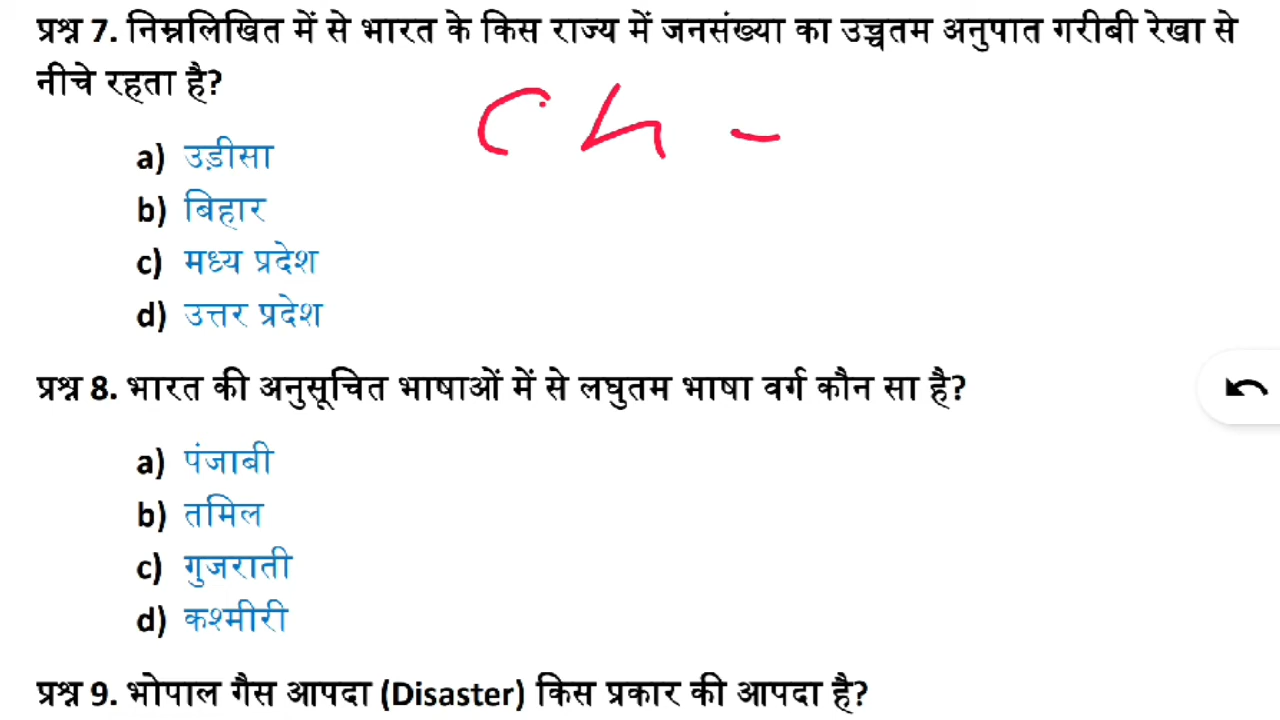 प्रश्न 7. निम्नलिखित में से भारत के किस राज्य में जनसंख्या का उच्चतम अनुपात गरीबी रेखा से
नीचे रहता है?
Ch -
a) उड़ीसा
b) बिहार
c) मध्य प्रदेश
d) उत्तर प्रदेश
प्रश्न 8. भारत की अनुसूचित भाषाओं में से लघुतम भाषा वर्ग कौन सा है?
a) पंजाबी
b) तमिल
c) गुजराती
d) कश्मीरी
प्रश्न 9. भोपाल गैस आपदा (Disaster) किस प्रकार की आपदा है?